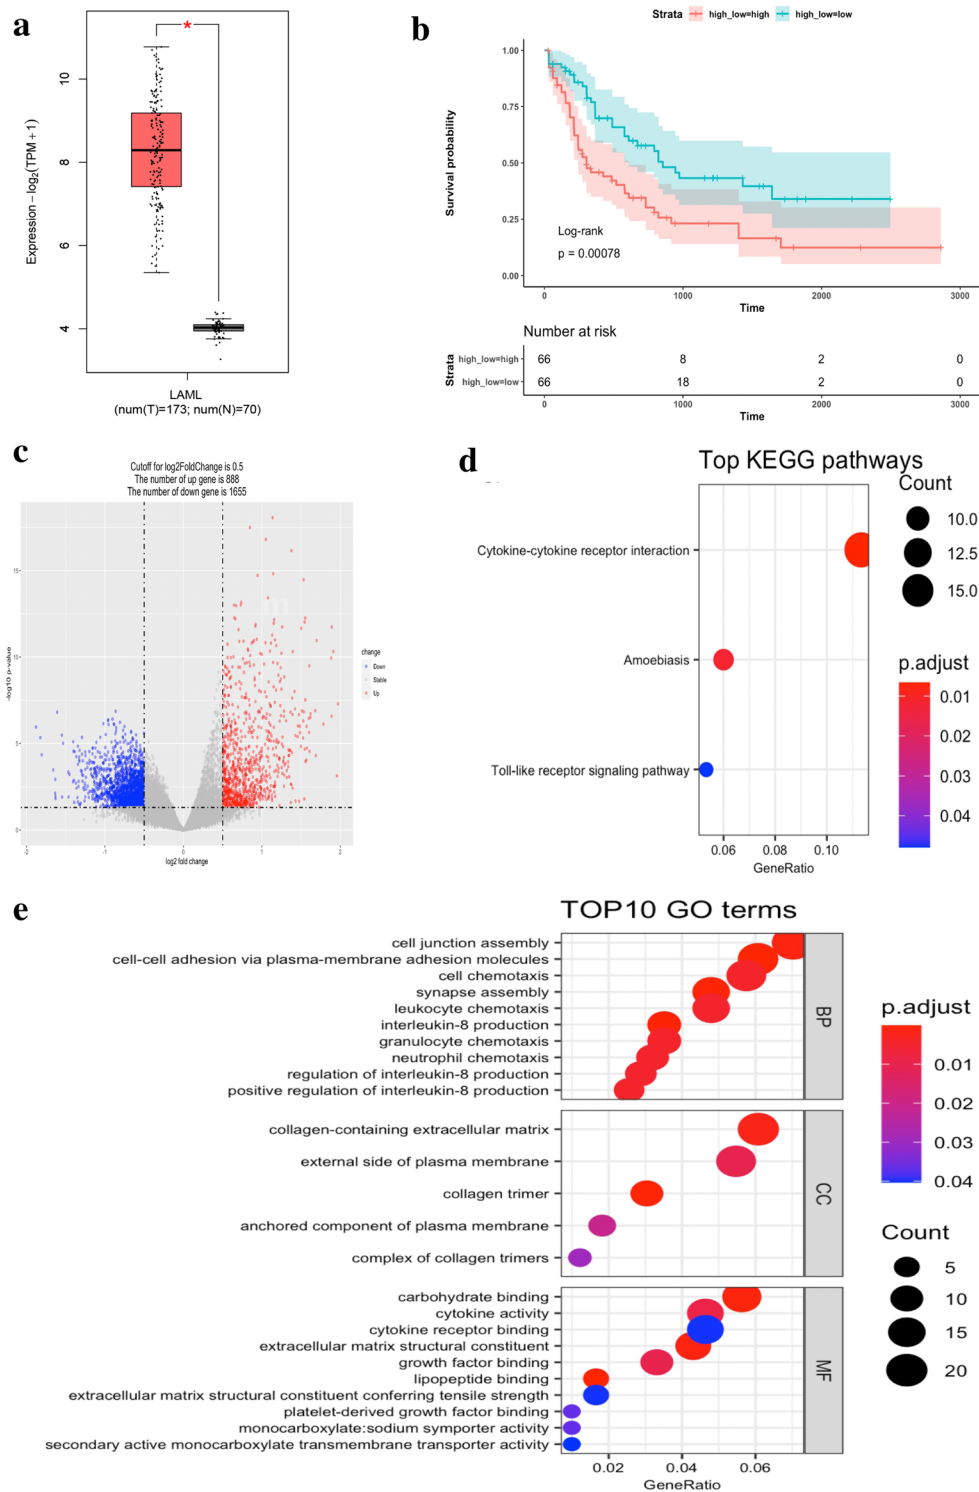 a
*
Expression − log2(TPM + 1)
10
8
6
4
LAML
(num(T)=173; num(N)=70)
b
Strata high_low=high high_low=low
Survival probability
1.00
0.75
0.50
0.25
0.00
Log-rank
p = 0.00078
0 1000 2000 3000
Time
Number at risk
Strata
high_low=high 66 8 2 0
high_low=low 66 18 2 0
0 1000 2000 3000
Time
c
Cutoff for log2FoldChange is 0.5
The number of up gene is 888
The number of down gene is 1655
-log10 p-value
15
10
5
0
-2 -1 0 1 2
log2 fold change
change
Down
Stable
Up
d
Top KEGG pathways
Cytokine-cytokine receptor interaction
Amoebiasis
Toll-like receptor signaling pathway
0.06 0.08 0.10
GeneRatio
Count
10.0
12.5
15.0
p.adjust
0.01
0.02
0.03
0.04
e
TOP10 GO terms
cell junction assembly
cell-cell adhesion via plasma-membrane adhesion molecules
cell chemotaxis
synapse assembly
leukocyte chemotaxis
interleukin-8 production
granulocyte chemotaxis
neutrophil chemotaxis
regulation of interleukin-8 production
positive regulation of interleukin-8 production
BP
collagen-containing extracellular matrix
external side of plasma membrane
collagen trimer
anchored component of plasma membrane
complex of collagen trimers
CC
carbohydrate binding
cytokine activity
cytokine receptor binding
extracellular matrix structural constituent
growth factor binding
lipopeptide binding
extracellular matrix structural constituent conferring tensile strength
platelet-derived growth factor binding
monocarboxylate:sodium symporter activity
secondary active monocarboxylate transmembrane transporter activity
MF
0.02 0.04 0.06
GeneRatio
p.adjust
0.01
0.02
0.03
0.04
Count
5
10
15
20